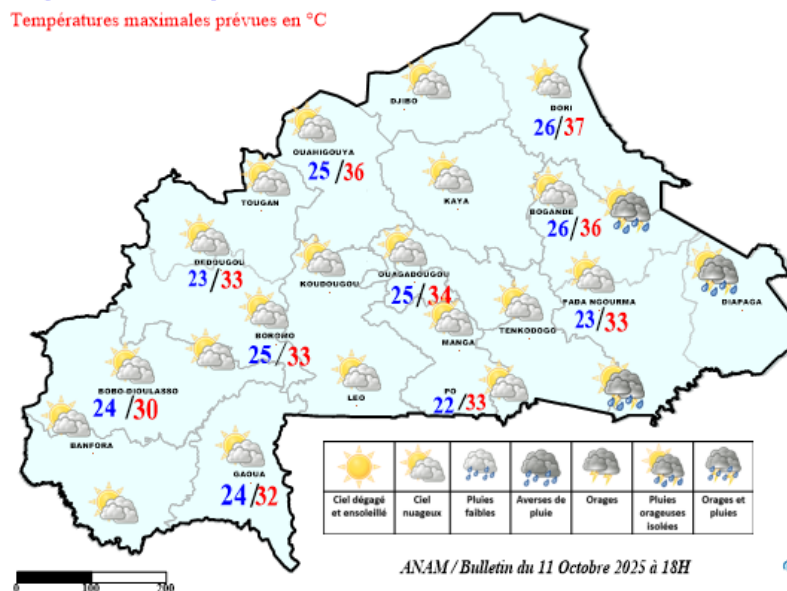 Températures maximales prévues en °C
DJIBO
DORI
26/37
OUAHIGOUYA
25/36
TOUGAN
KAYA
BOGANDE
26/36
DEDOUGOU
23/33
KOUDOUGOU
OUAGADOUGOU
25/34
FADA NGOURMA
23/33
DIAPAGA
TENKODOGO
MANGA
BOROMO
25/33
BOBO-DIOULASSO
24/30
LEO
PO
22/33
BANFORA
GAOUA
24/32
Ciel dégagé et ensoleillé
Ciel nuageux
Pluies faibles
Averses de pluie
Orages
Pluies orageuses isolées
Orages et pluies
ANAM / Bulletin du 11 Octobre 2025 à 18H
0 100 200